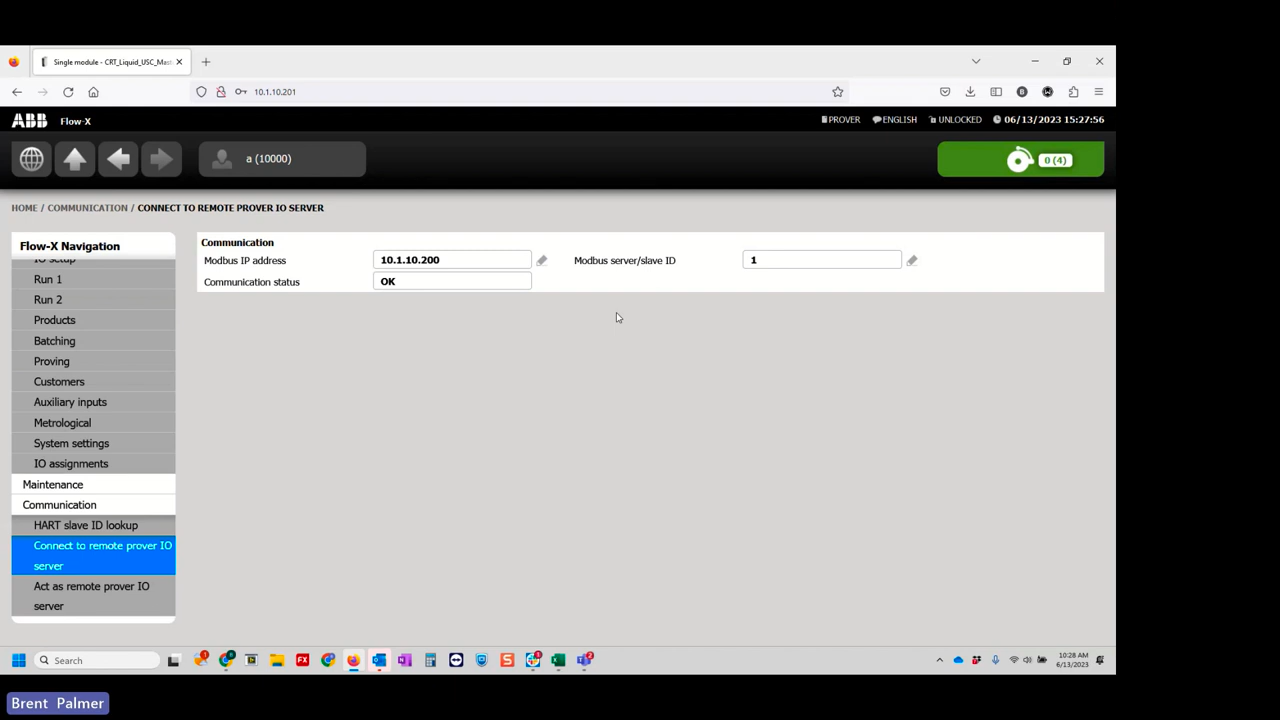 Single module - CRT_Liquid_USC_Mast
10.1.10.201
ABB Flow-X
PROVER ENGLISH UNLOCKED 06/13/2023 15:27:56
a (10000)
0 (4)
HOME / COMMUNICATION / CONNECT TO REMOTE PROVER IO SERVER
Flow-X Navigation
IO setup
Run 1
Run 2
Products
Batching
Proving
Customers
Auxiliary inputs
Metrological
System settings
IO assignments
Maintenance
Communication
HART slave ID lookup
Connect to remote prover IO
server
Act as remote prover IO
server
Communication
Modbus IP address 10.1.10.200 Modbus server/slave ID 1
Communication status OK
Search
10:28 AM
6/13/2023
Brent Palmer